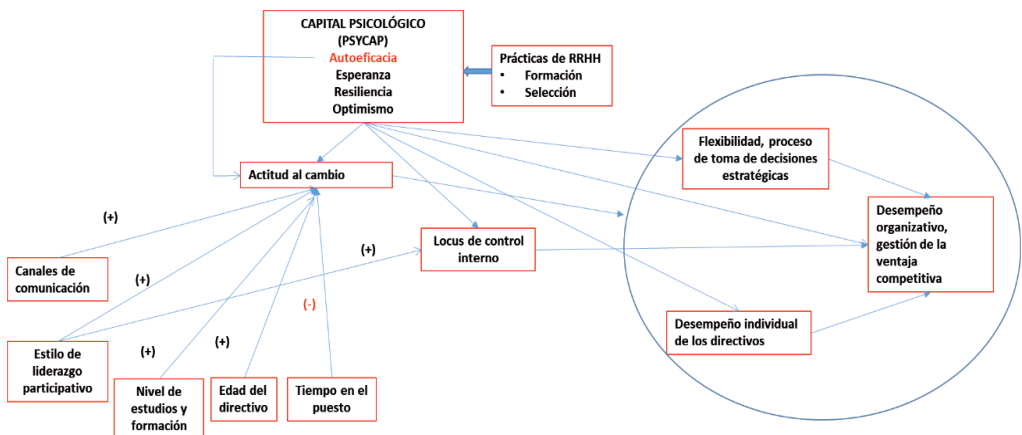 CAPITAL PSICOLÓGICO
(PSYCAP)
Autoeficacia
Esperanza
Resiliencia
Optimismo
Prácticas de RRHH
• Formación
• Selección
Flexibilidad, proceso
de toma de decisiones
estratégicas
Actitud al cambio
Desempeño
organizativo,
gestión de la
ventaja
competitiva
(+)
Locus de control
interno
(+)
Canales de
comunicación
(+)
(-)
Desempeño individual
de los directivos
Estilo de
liderazgo
participativo
(+)
(+)
Nivel de
estudios y
formación
Edad del
directivo
Tiempo en el
puesto